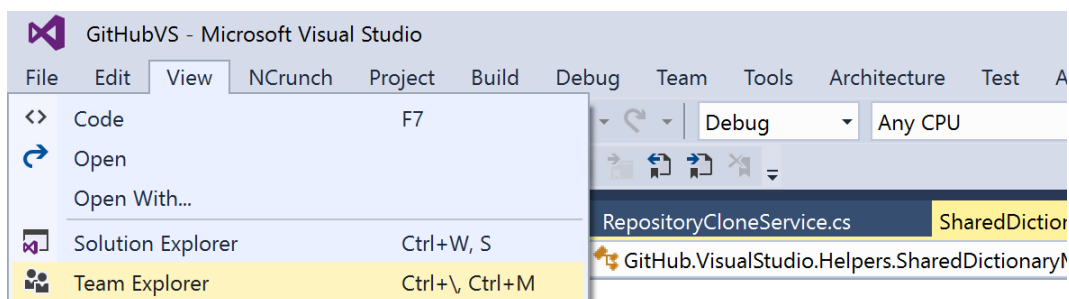 GitHubVS - Microsoft Visual Studio
File Edit View NCrunch Project Build Debug Team Tools Architecture Test
Code F7
Debug Any CPU
Open
Open With...
RepositoryCloneService.cs
Solution Explorer Ctrl+W, S
GitHub.VisualStudio.Helpers.SharedDictionaryM
Team Explorer Ctrl+\, Ctrl+M